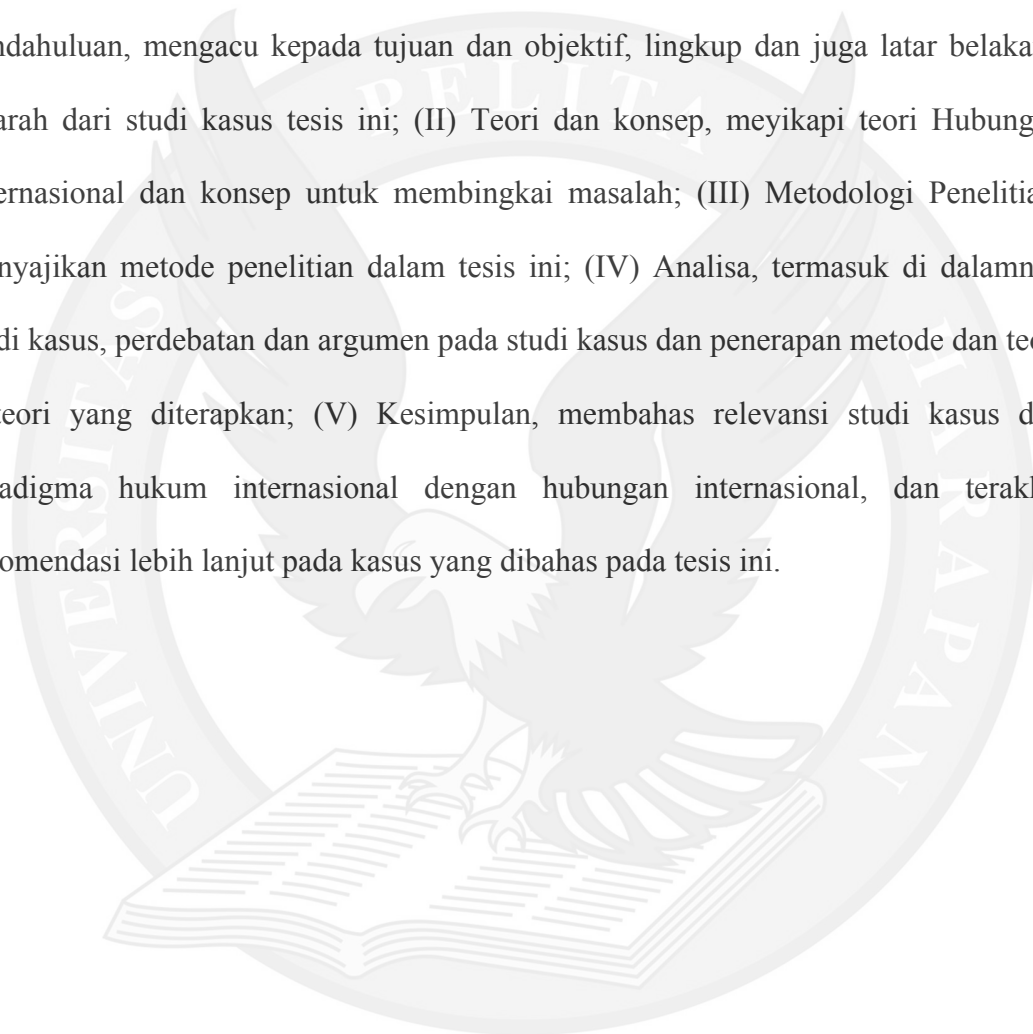 ndahuluan, mengacu kepada tujuan dan objektif, lingkup dan juga latar belaka
arah dari studi kasus tesis ini; (II) Teori dan konsep, meyikapi teori Hubung
ernasional dan konsep untuk membingkai masalah; (III) Metodologi Penelitia
nyajikan metode penelitian dalam tesis ini; (IV) Analisa, termasuk di dalamn
di kasus, perdebatan dan argumen pada studi kasus dan penerapan metode dan teo
teori yang diterapkan; (V) Kesimpulan, membahas relevansi studi kasus d
adigma hukum internasional dengan hubungan internasional, dan terakh
omendasi lebih lanjut pada kasus yang dibahas pada tesis ini.
UNIVERSITAS PELITA HARAPAN